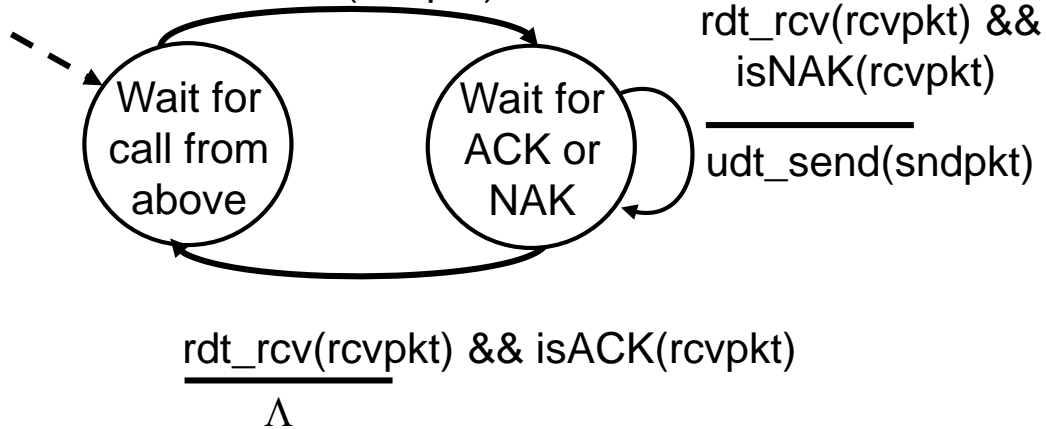 rdt_rcv(rcvpkt) &&
isNAK(rcvpkt)
udt_send(sndpkt)
Wait for
call from
above
Wait for
ACK or
NAK
rdt_rcv(rcvpkt) && isACK(rcvpkt)
Λ